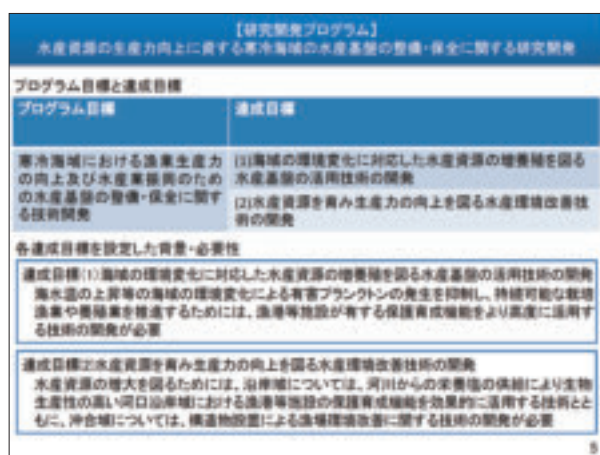 【研究開発プログラム】
水産資源の生産力向上に資する寒冷海域の水産基盤の整備・保全に関する研究開発
プログラム目標と達成目標
プログラム目標
達成目標
寒冷海域における漁業生産力
の向上及び水産業振興のため
の水産基盤の整備・保全に関す
る技術開発
(1)海域の環境変化に対応した水産資源の増養殖を図る
水産基盤の活用技術の開発
(2)水産資源を育み生産力の向上を図る水産環境改善技
術の開発
各達成目標を設定した背景・必要性
達成目標(1)海域の環境変化に対応した水産資源の増養殖を図る水産基盤の活用技術の開発
海水温の上昇等の海域の環境変化による有害プランクトンの発生を抑制し、持続可能な栽培
漁業や養殖業を推進するためには、漁港等施設が有する保護育成機能をより高度に活用す
る技術の開発が必要
達成目標(2)水産資源を育み生産力の向上を図る水産環境改善技術の開発
水産資源の増大を図るためには、沿岸域については、河川からの栄養塩の供給により生物
生産性の高い河口沿岸域における漁港等施設の保護育成機能を効果的に活用する技術とと
もに、沖合域については、構造物設置による漁場環境改善に関する技術の開発が必要
5